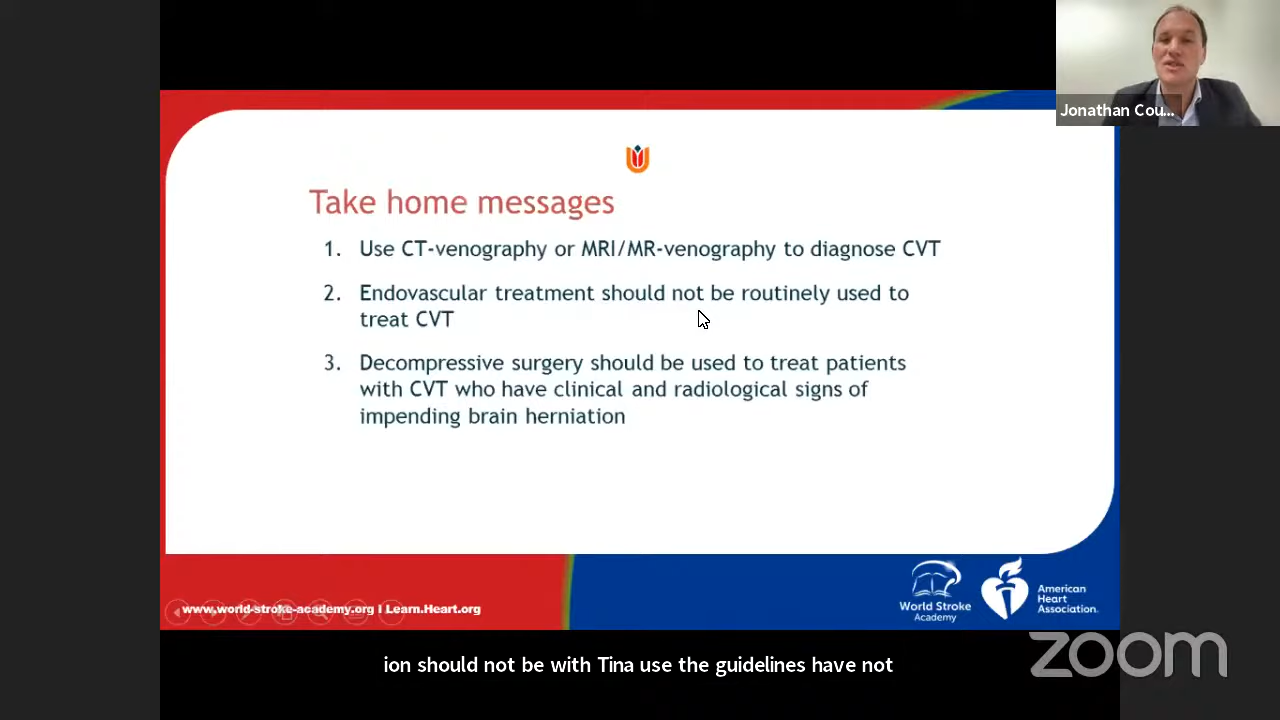 Jonathan Cou...
Take home messages
1. Use CT-venography or MRI/MR-venography to diagnose CVT
2. Endovascular treatment should not be routinely used to
treat CVT
3. Decompressive surgery should be used to treat patients
with CVT who have clinical and radiological signs of
impending brain herniation
www.world-stroke-academy.org I Learn.Heart.org
World Stroke
Academy
American
Heart
Association.
ion should not be with Tina use the guidelines have not
zoom